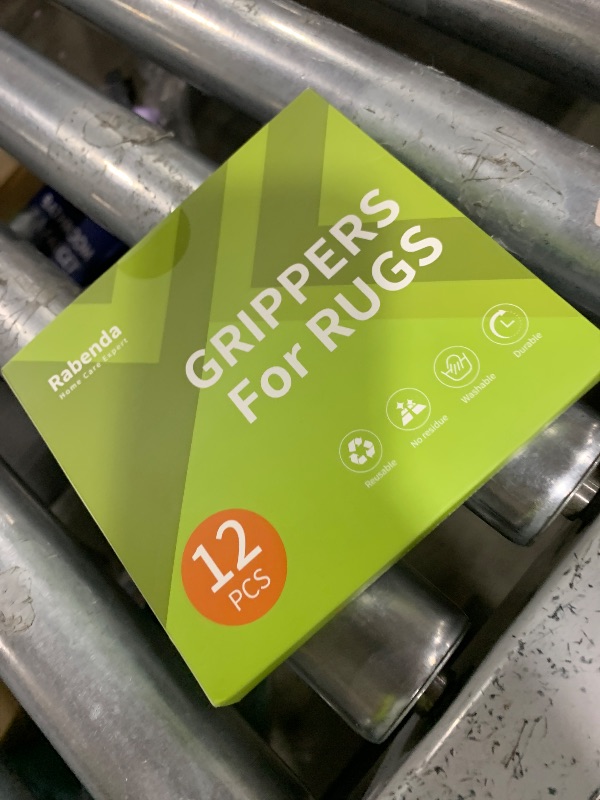 Rabenda
Home Care Expert
GRIPPERS
For RUGS
Reusable
No residue
Washable
Durable
12
PCS